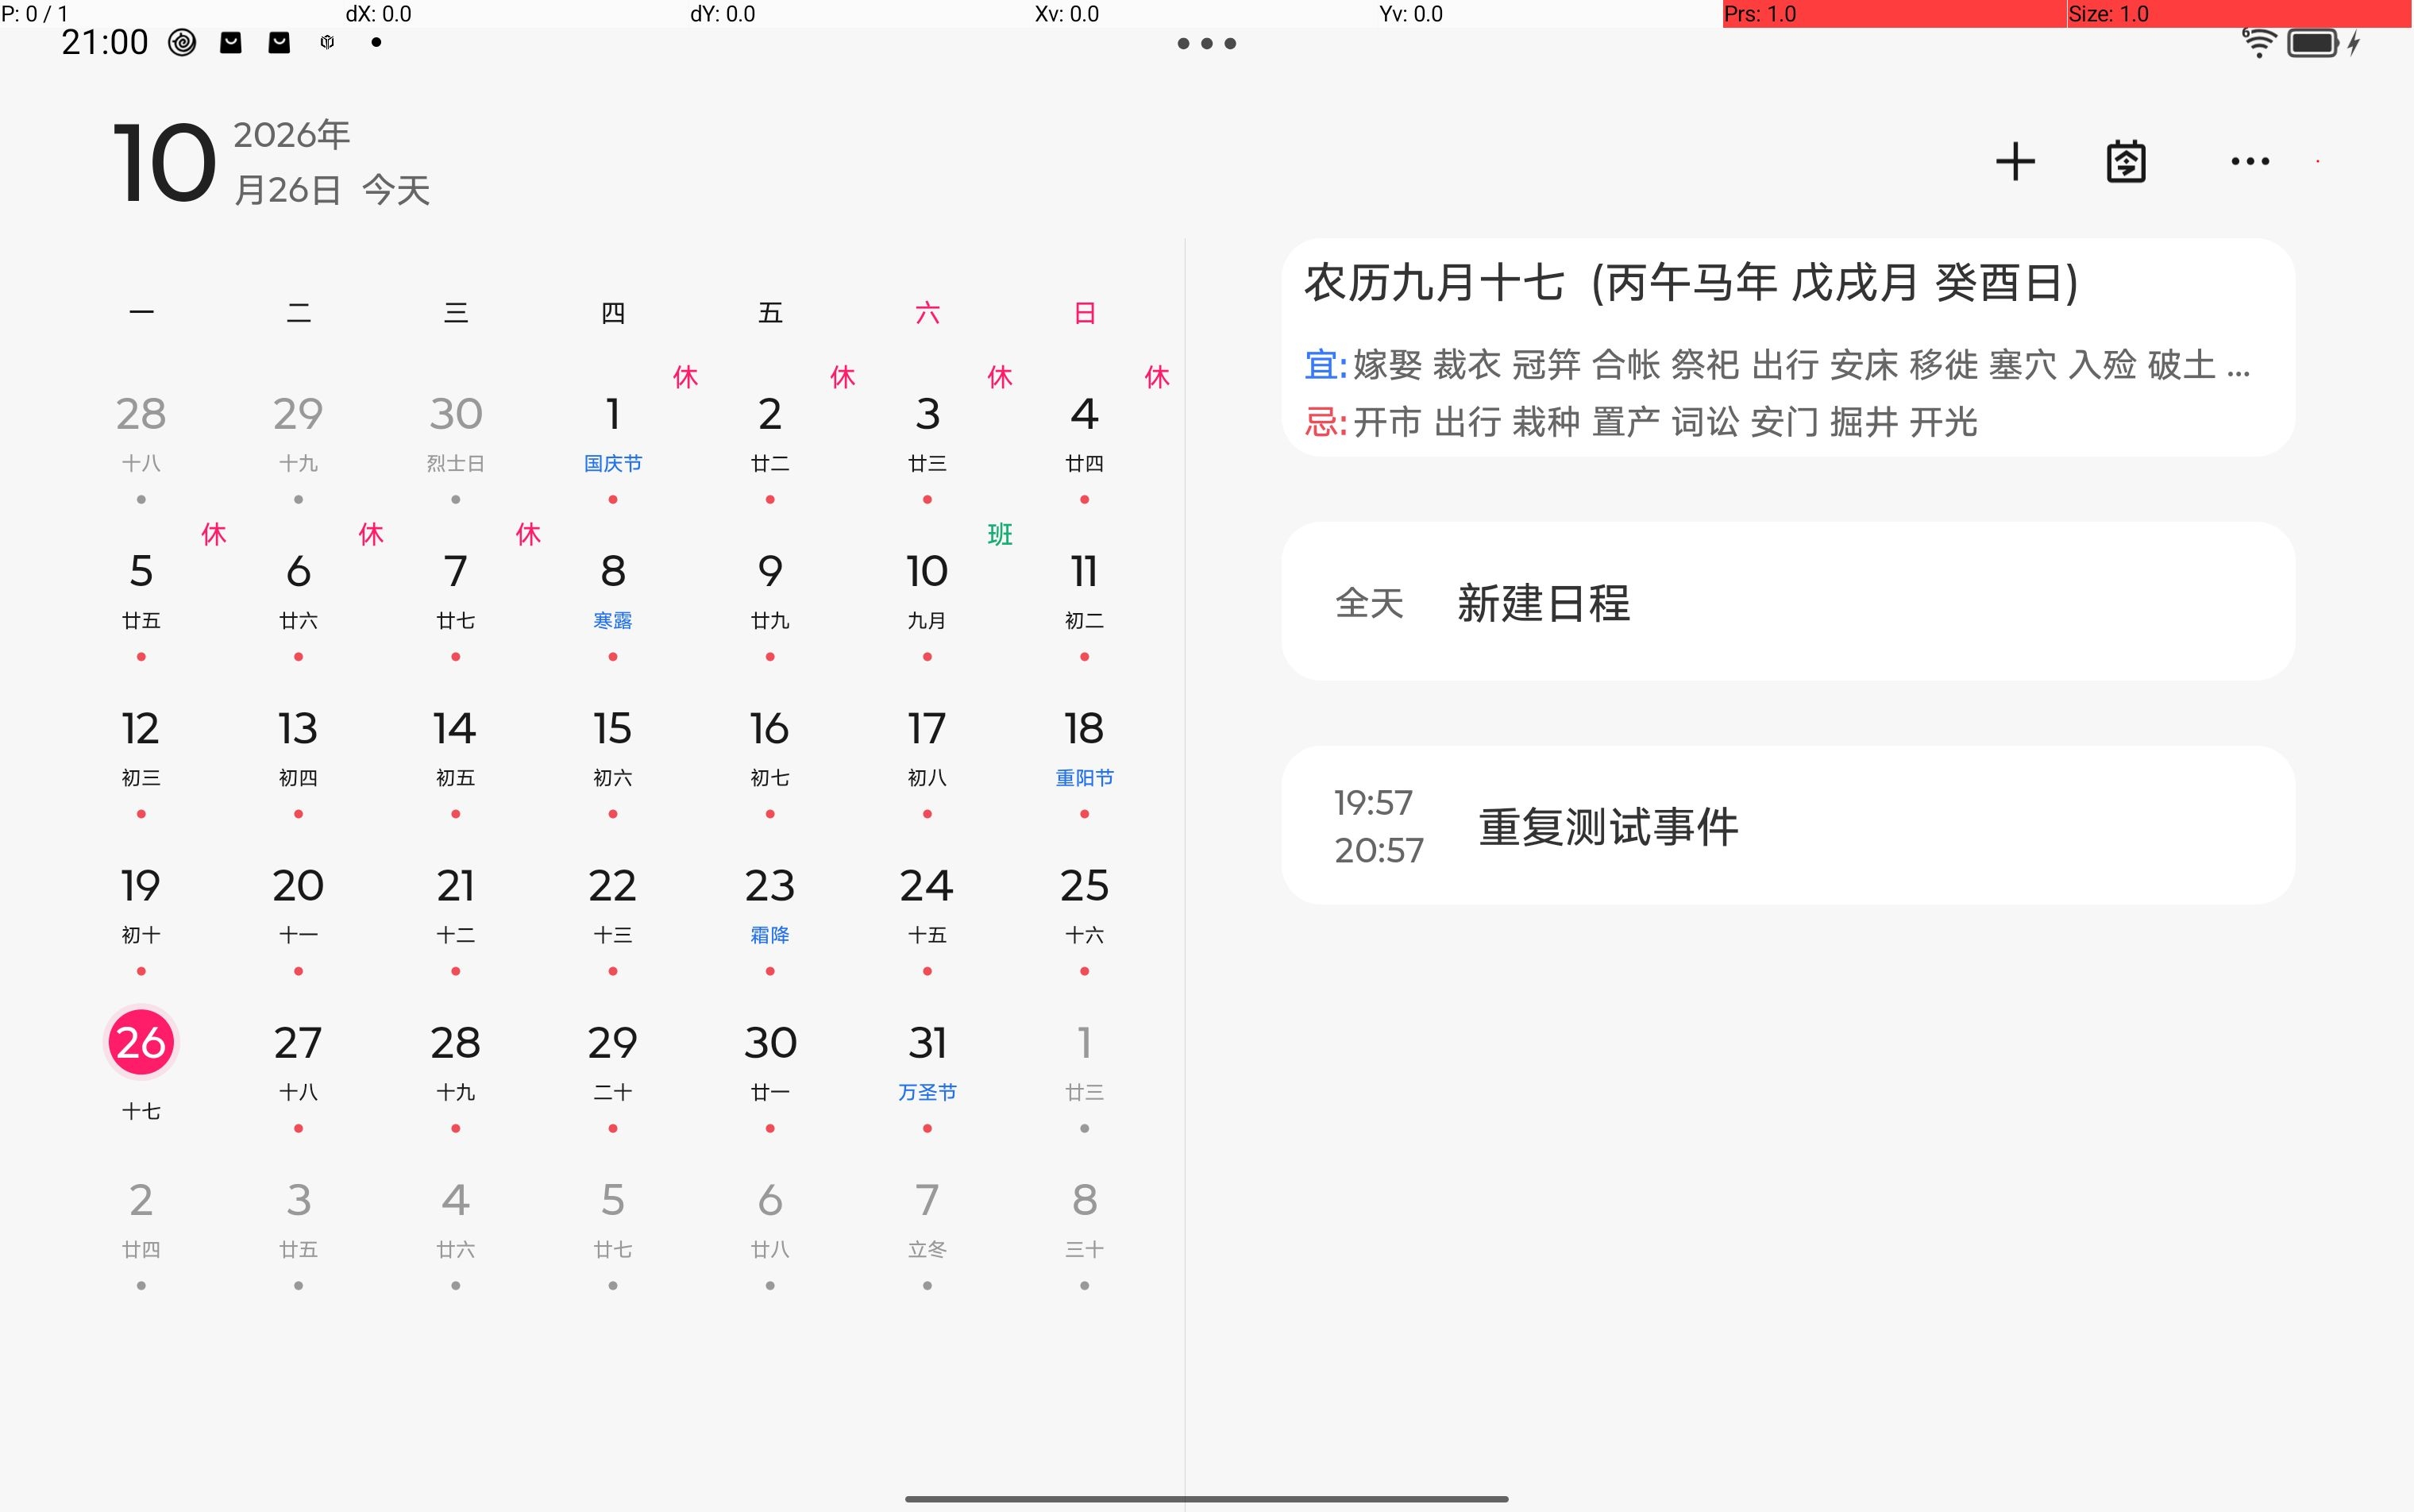 P: 0 / 1 dX: 0.0 dY: 0.0 Xv: 0.0 Yv: 0.0 Prs: 1.0 Size: 1.0
21:00
6
10 2026年
月26日 今天
今
一 二 三 四 五 六 日
休 休 休 休
28 29 30 1 2 3 4
十八 十九 烈士日 国庆节 廿二 廿三 廿四
休 休 休 班
5 6 7 8 9 10 11
廿五 廿六 廿七 寒露 廿九 九月 初二
12 13 14 15 16 17 18
初三 初四 初五 初六 初七 初八 重阳节
19 20 21 22 23 24 25
初十 十一 十二 十三 霜降 十五 十六
26 27 28 29 30 31 1
十七 十八 十九 二十 廿一 万圣节 廿三
2 3 4 5 6 7 8
廿四 廿五 廿六 廿七 廿八 立冬 三十
农历九月十七 (丙午马年 戊戌月 癸酉日)
宜:嫁娶 裁衣 冠笄 合帐 祭祀 出行 安床 移徙 塞穴 入殓 破土 ...
忌:开市 出行 栽种 置产 词讼 安门 掘井 开光
全天 新建日程
19:57
20:57
重复测试事件